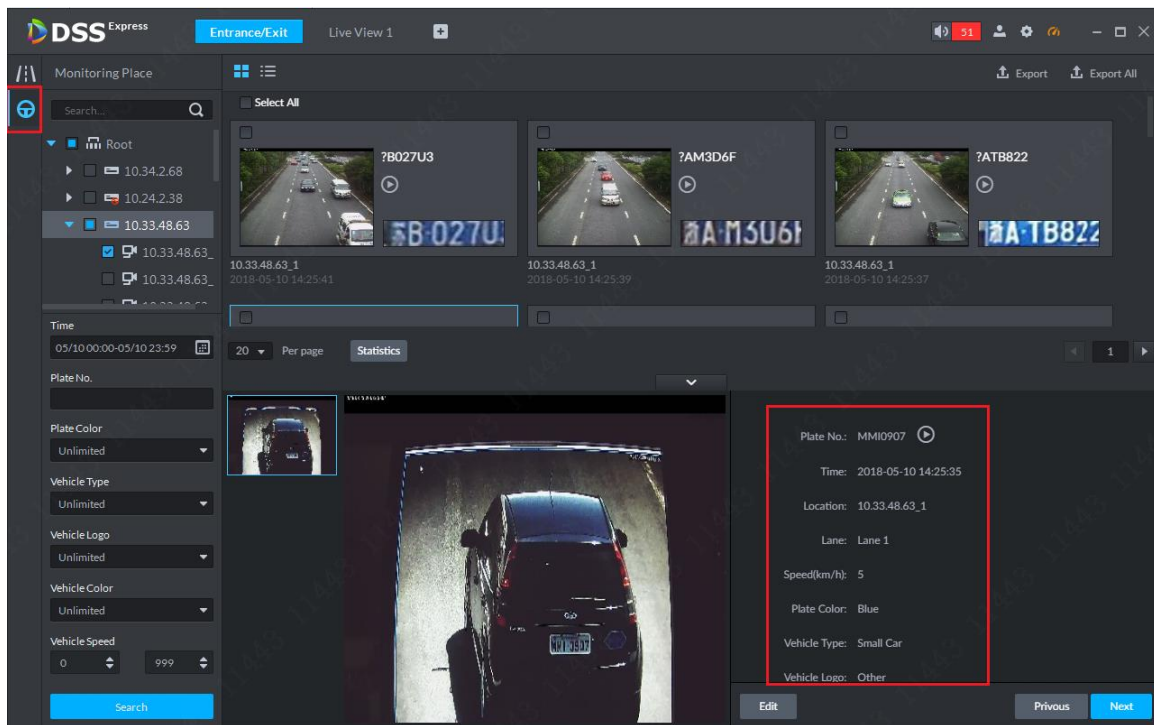 DSS Express
Entrance/Exit
Live View 1
51
Monitoring Place
Export
Export All
Search...
Select All
Root
10.34.2.68
10.24.2.38
10.33.48.63
10.33.48.63_
10.33.48.63_
?B027U3
B·027U
10.33.48.63_1
2018-05-10 14:25:41
?AM3D6F
浙A·M3U6F
10.33.48.63_1
2018-05-10 14:25:39
?ATB822
浙A·TB822
10.33.48.63_1
2018-05-10 14:25:37
Time
05/10 00:00-05/10 23:59
Plate No.
Plate Color
Unlimited
Vehicle Type
Unlimited
Vehicle Logo
Unlimited
Vehicle Color
Unlimited
Vehicle Speed
0
999
Search
20
Per page
Statistics
1
Plate No.: MMI0907
Time: 2018-05-10 14:25:35
Location: 10.33.48.63_1
Lane: Lane 1
Speed(km/h): 5
Plate Color: Blue
Vehicle Type: Small Car
Vehicle Logo: Other
Edit
Privous
Next
111443